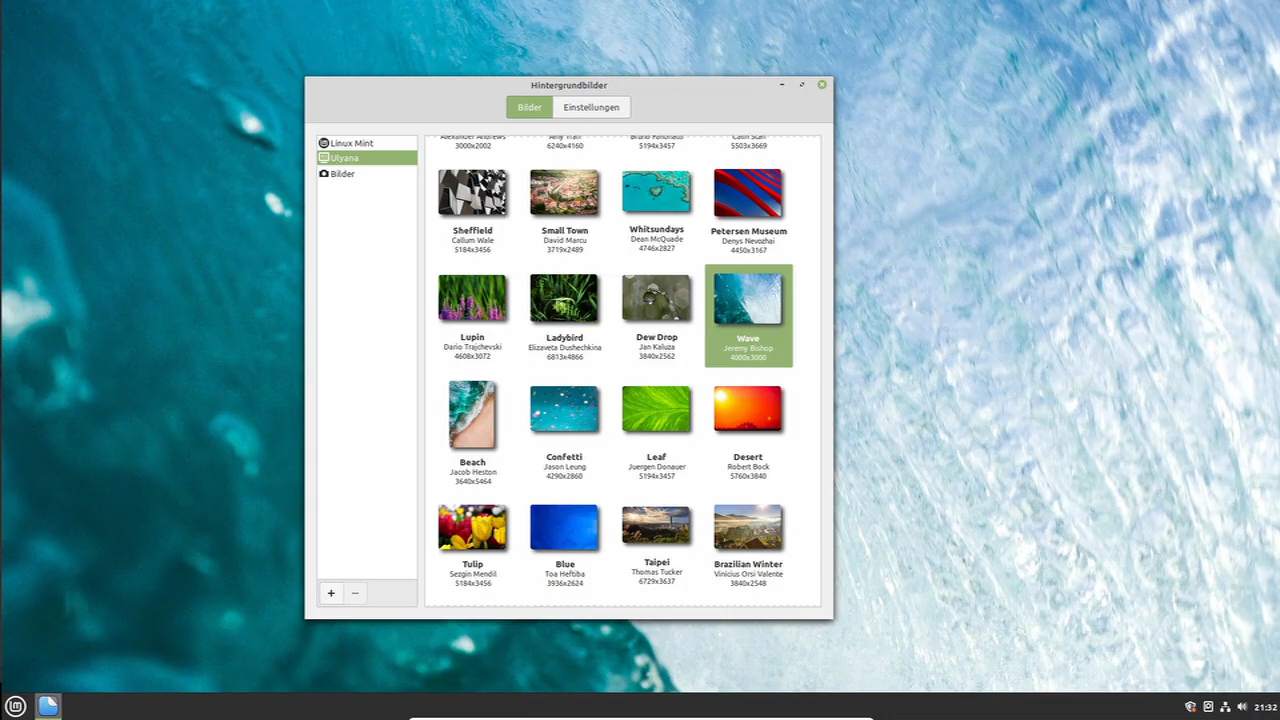 Hintergrundbilder
Bilder Einstellungen
Linux Mint
Ulyana
Bilder
Alexander Andrews
3000x2002
Amy Tran
6240x4160
5194x3457
5503x3669
Sheffield
Callum Wale
5184x3456
Small Town
David Marcu
3719x2489
Whitsundays
Dean McQuade
4746x2827
Petersen Museum
Denys Nevozhai
4450x3167
Lupin
Dario Trajchevski
4608x3072
Ladybird
Elizaveta Dushechkina
6813x4866
Dew Drop
Jan Kaluza
3840x2562
Wave
Jeremy Bishop
4000x3000
Beach
Jacob Heston
3640x5464
Confetti
Jason Leung
4290x2860
Leaf
Juergen Donauer
5194x3457
Desert
Robert Bock
5760x3840
Tulip
Sezgin Mendil
5184x3456
Blue
Toa Heftiba
3936x2624
Taipei
Thomas Tucker
6729x3637
Brazilian Winter
Vinicius Orsi Valente
3840x2548
21:32